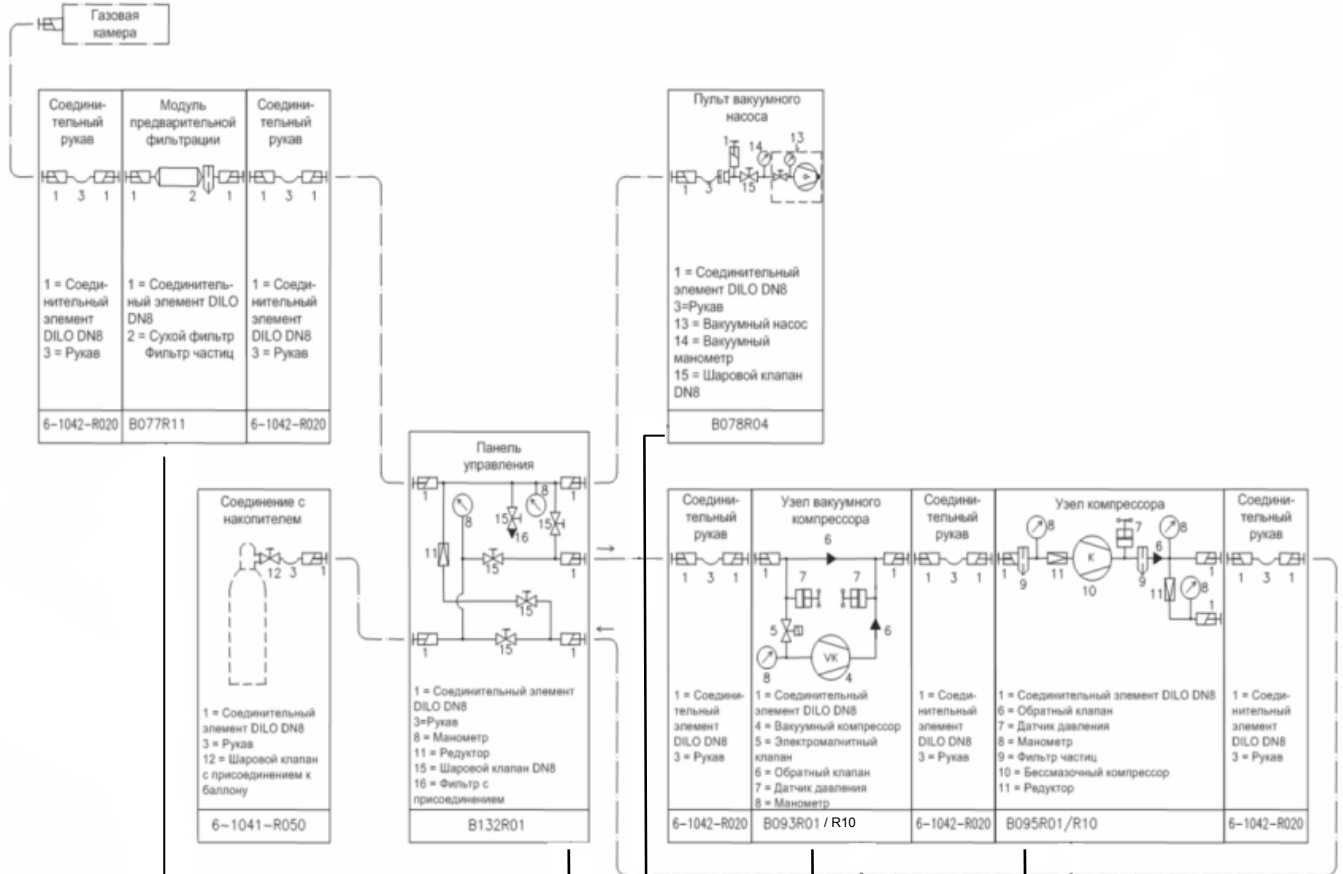 Газовая
камера
Соедини-
тельный
рукав
Модуль
предварительной
фильтрации
Соедини-
тельный
рукав
1 3 1
1 2 1
1 3 1
1 = Соеди-
нительный
элемент
DILO DN8
3 = Рукав
1 = Соединитель-
ный элемент DILO
DN8
2 = Сухой фильтр
Фильтр частиц
1 = Соеди-
нительный
элемент
DILO DN8
3 = Рукав
6-1042-R020
B077R11
6-1042-R020
Пульт вакуумного
насоса
1 14 13
1 3 15
1 = Соединительный
элемент DILO DN8
3=Рукав
13 = Вакуумный насос
14 = Вакуумный
манометр
15 = Шаровой клапан
DN8
B078R04
Соединение с
накопителем
12 3 1
1 = Соединительный
элемент DILO DN8
3 = Рукав
12 = Шаровой клапан
с присоединением к
баллону
6-1041-R050
Панель
управления
1 8 1
8 15 16 15
11 15 1
15
1 15 1
1 = Соединительный элемент
DILO DN8
3=Рукав
8 = Манометр
11 = Редуктор
15 = Шаровой клапан DN8
16 = Фильтр с
присоединением
B132R01
Соедини-
тельный
рукав
1 3 1
1 = Соедини-
тельный
элемент
DILO DN8
3 = Рукав
6-1042-R020
Узел вакуумного
компрессора
6
1 1
7 7
5 6
VK
8 4
1 = Соединительный
элемент DILO DN8
4 = Вакуумный компрессор
5 = Электромагнитный
клапан
6 = Обратный клапан
7 = Датчик давления
8 = Манометр
B093R01 / R10
Соедини-
тельный
рукав
1 3 1
1 = Соеди-
нительный
элемент
DILO DN8
3 = Рукав
6-1042-R020
Узел компрессора
8 7 8
K 6
1 9 11 10 9 1
11 8 1
1 = Соединительный элемент DILO DN8
6 = Обратный клапан
7 = Датчик давления
8 = Манометр
9 = Фильтр частиц
10 = Бессмазочный компрессор
11 = Редуктор
B095R01/R10
Соедини-
тельный
рукав
1 3 1
1 = Соеди-
нительный
элемент
DILO DN8
3 = Рукав
6-1042-R020